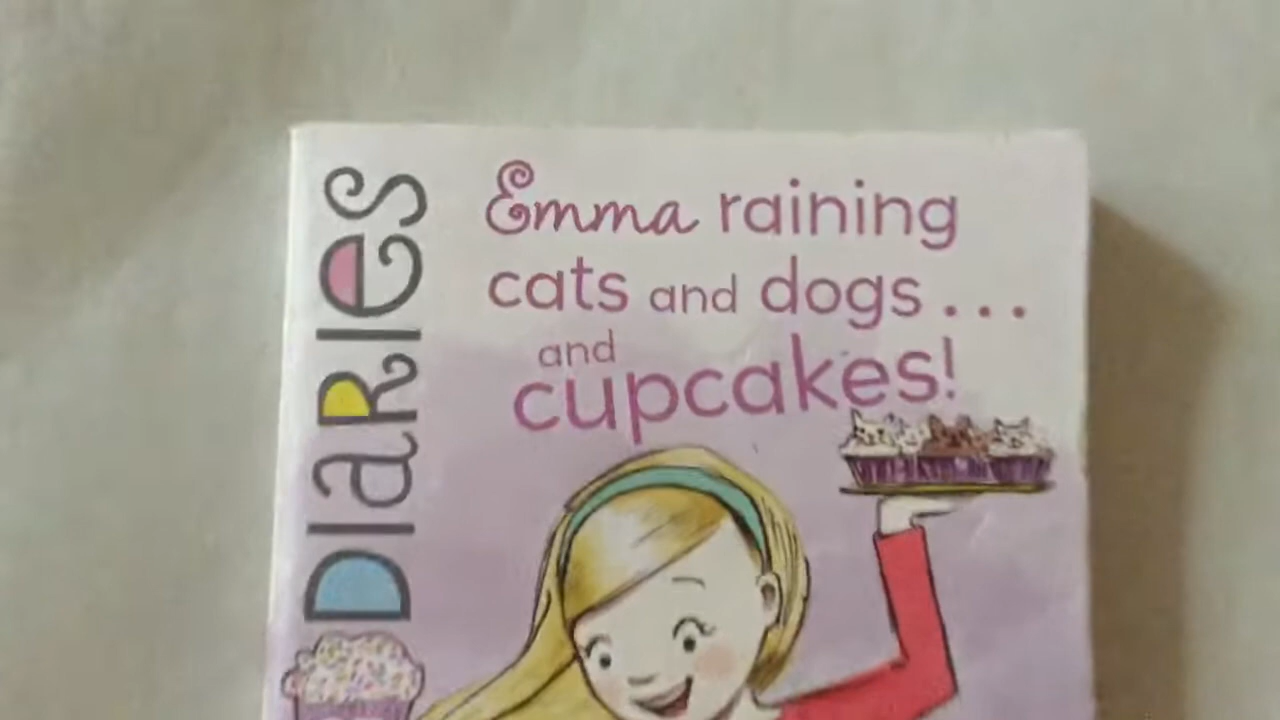 DIARIES
Emma raining
cats and dogs...
and
cupcakes!